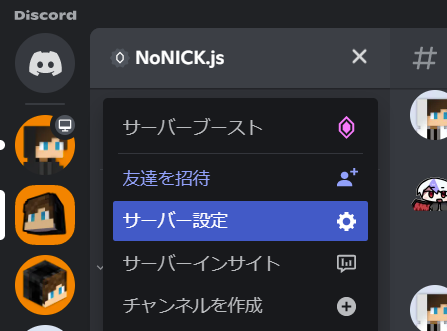 Discord
NoNICK.js
サーバーブースト
友達を招待
サーバー設定
サーバーインサイト
チャンネルを作成